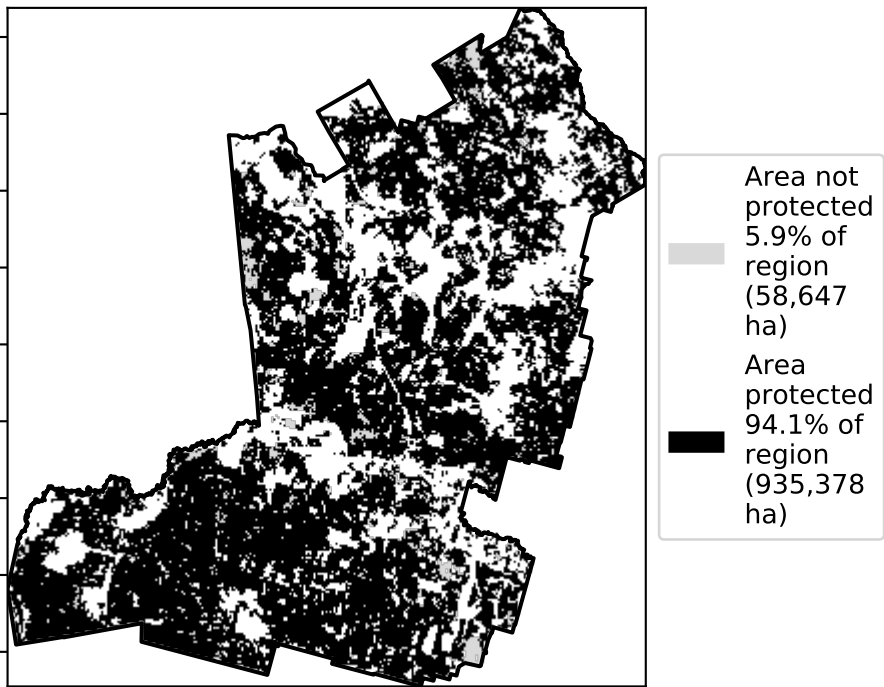 Area not
protected
5.9% of
region
(58,647
ha)
Area
protected
94.1% of
region
(935,378
ha)